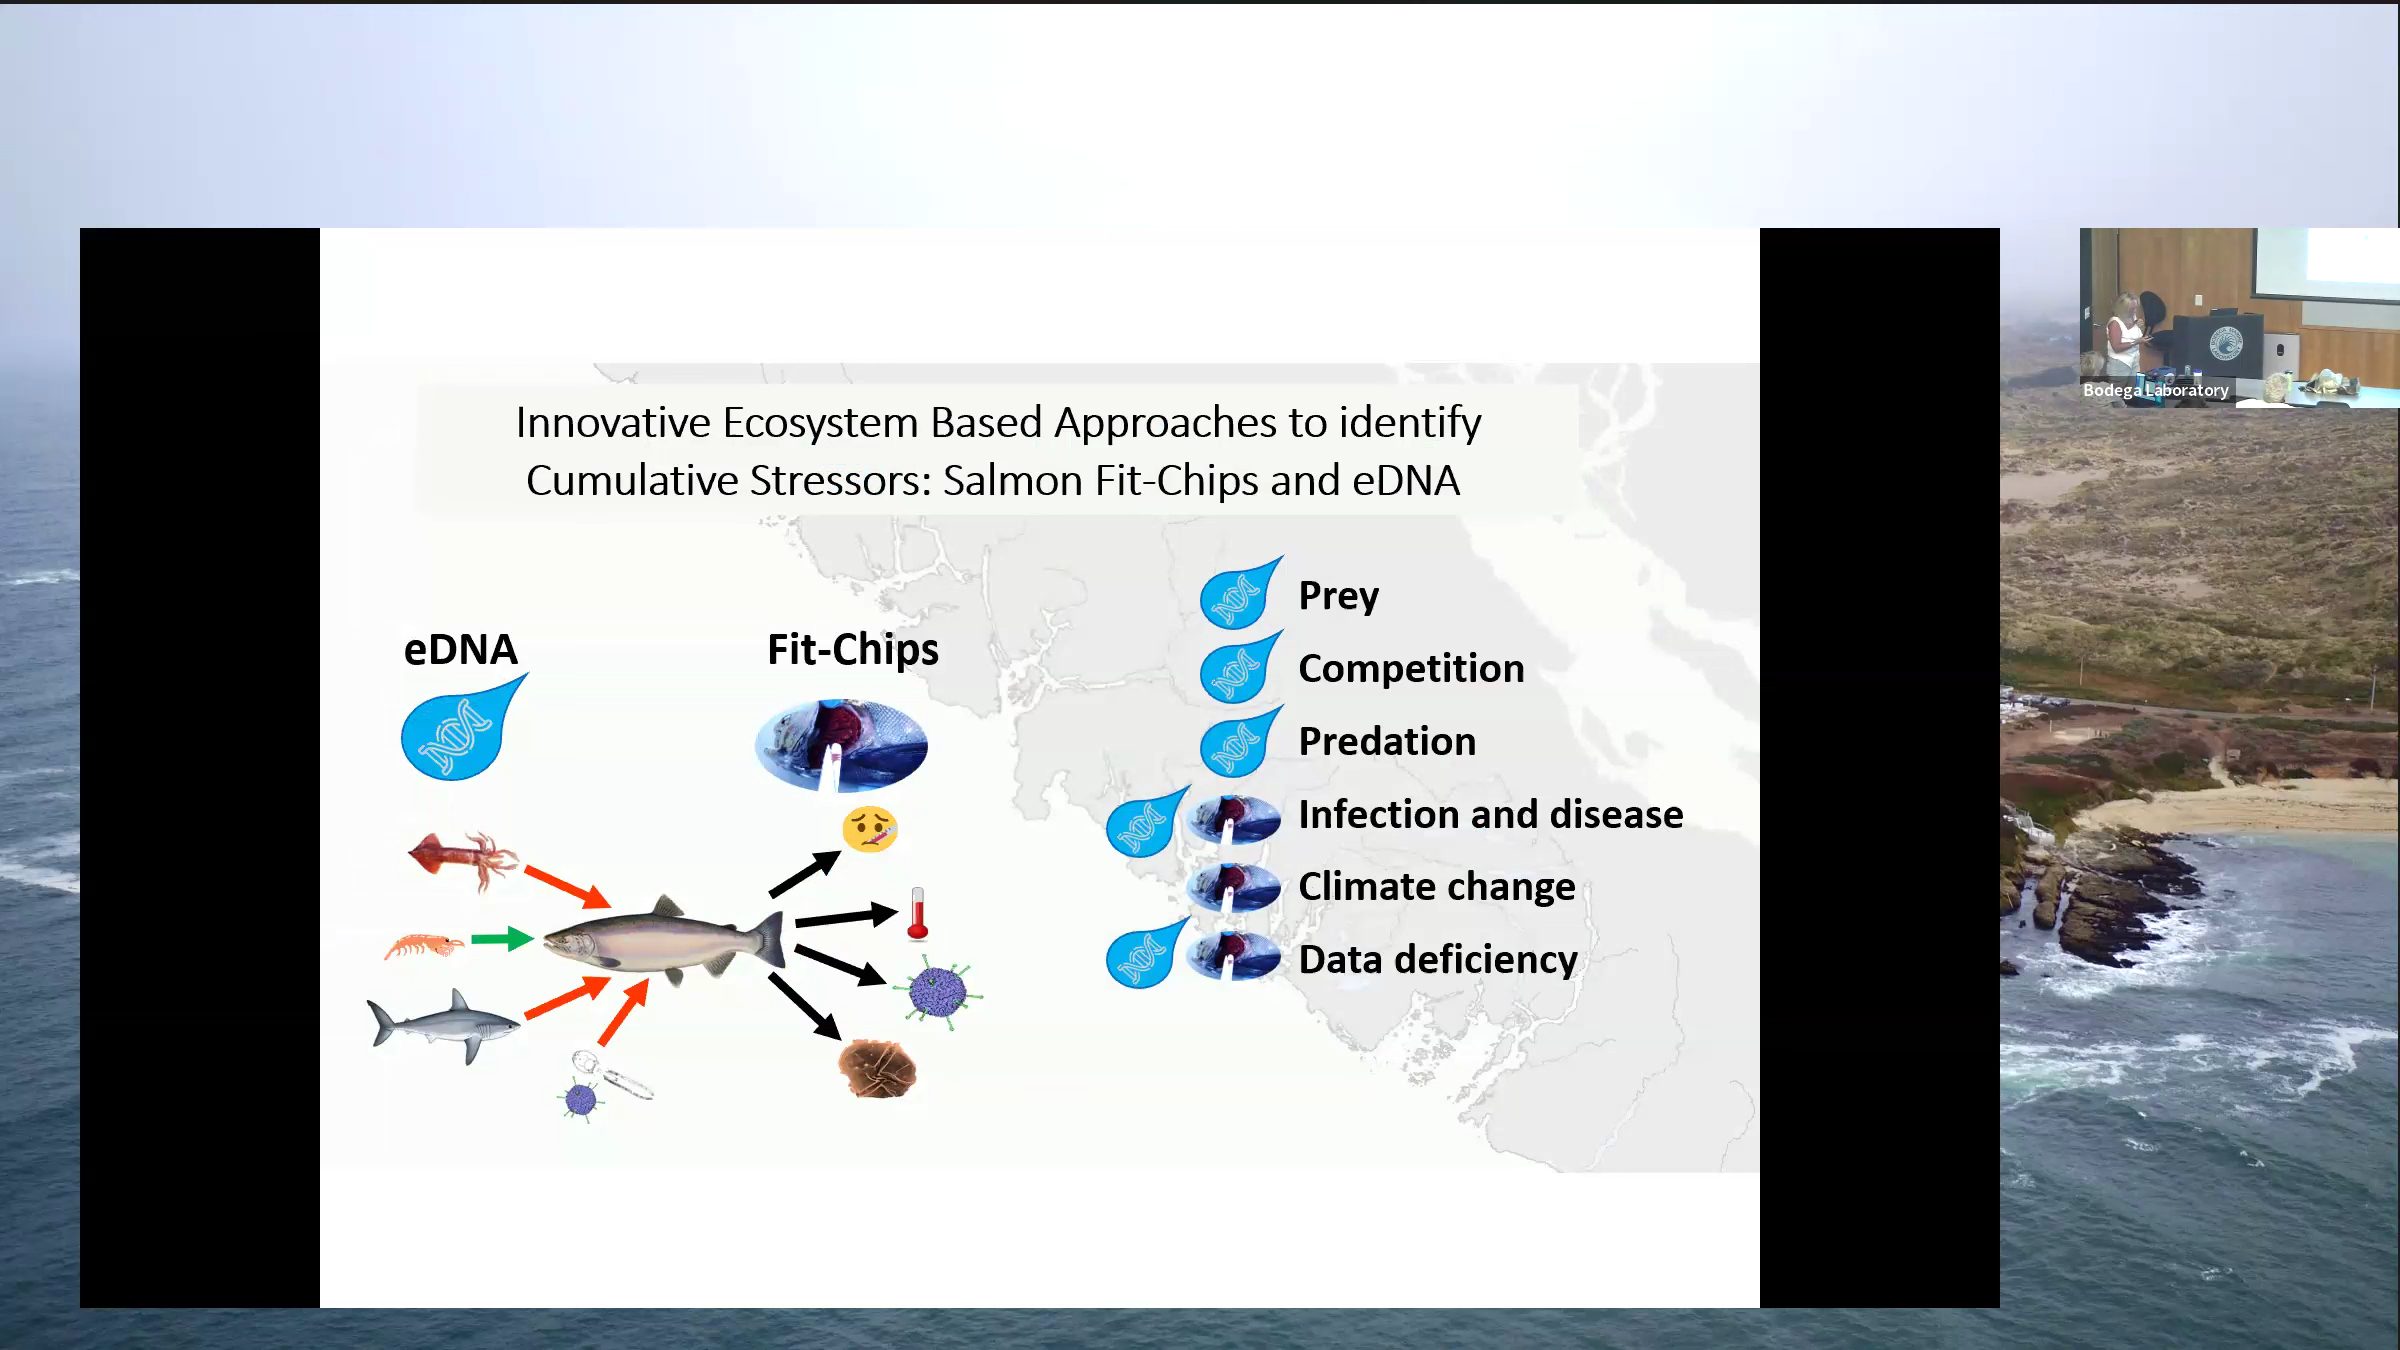 Innovative Ecosystem Based Approaches to identify
Cumulative Stressors: Salmon Fit-Chips and eDNA
eDNA
Fit-Chips
Prey
Competition
Predation
Infection and disease
Climate change
Data deficiency
Bodega Laboratory